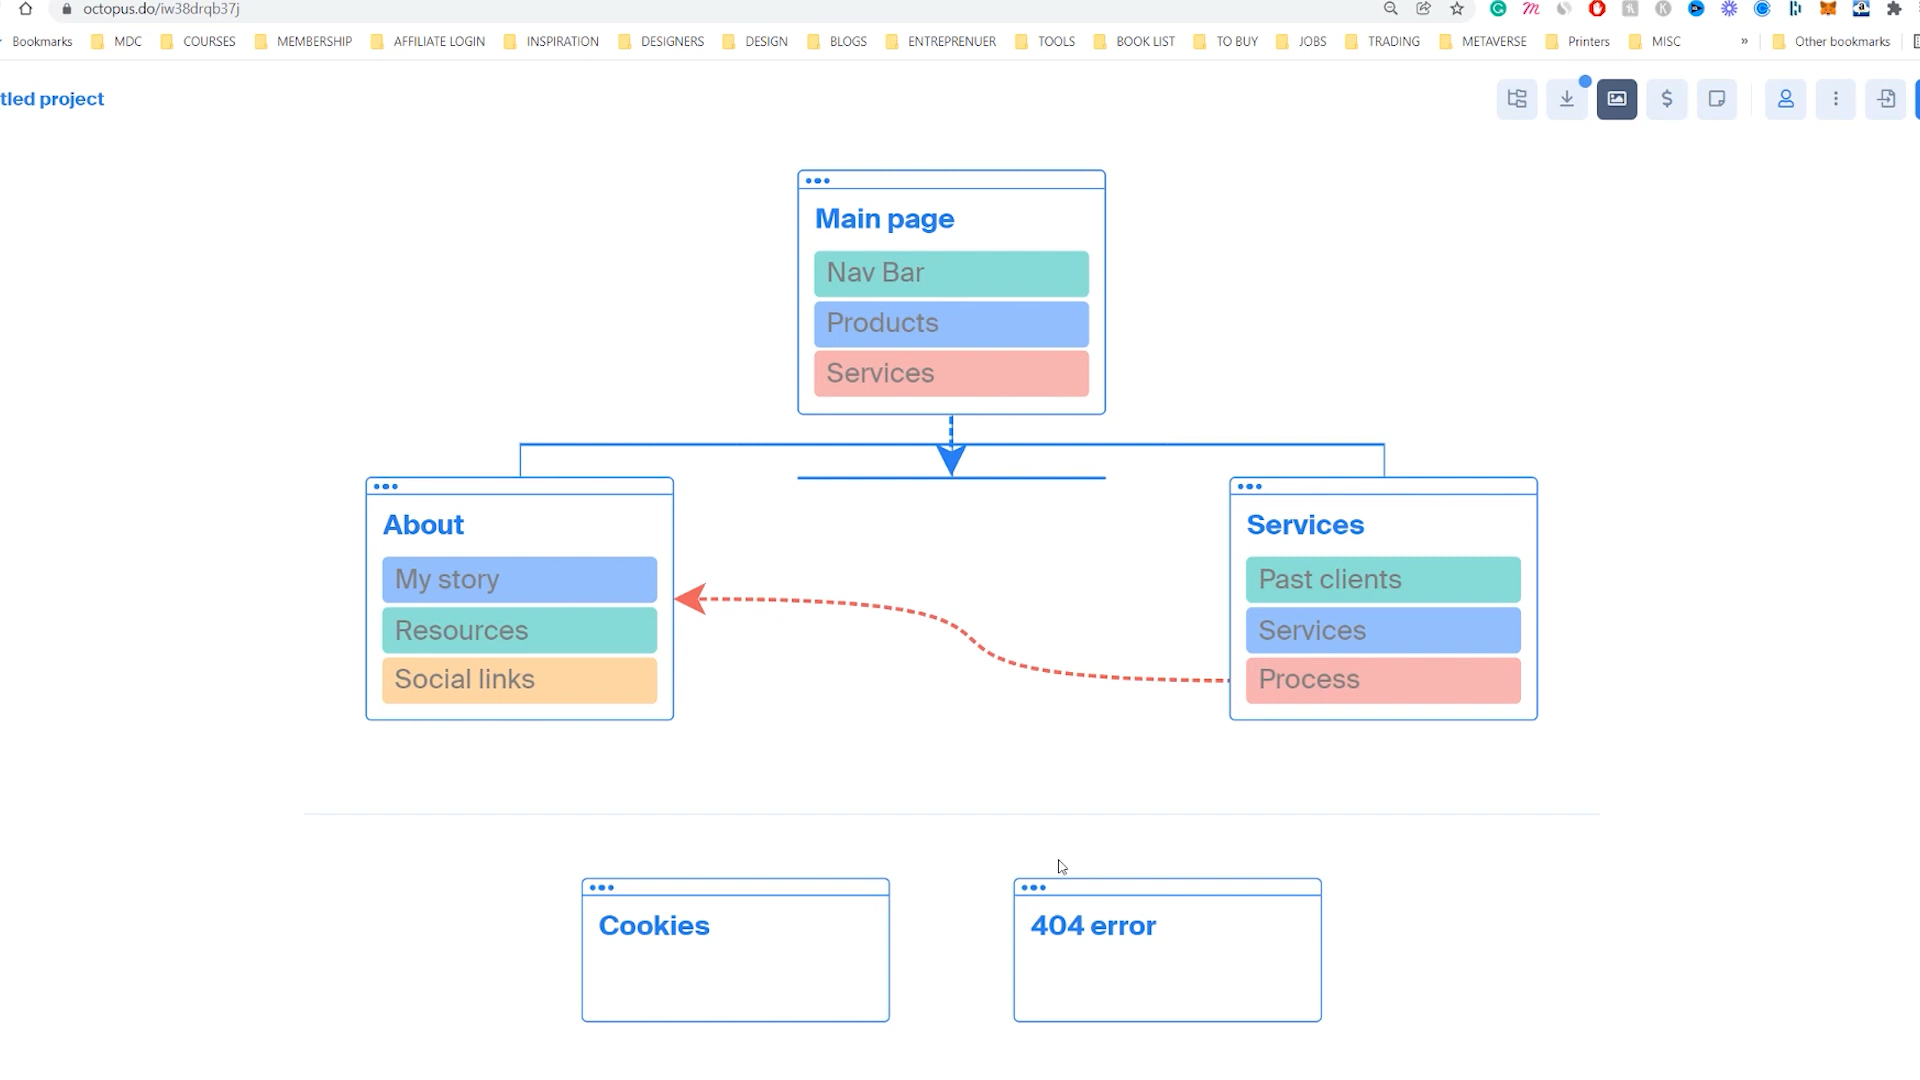 octopus.do/iw38drqb37j
Bookmarks MDC COURSES MEMBERSHIP AFFILIATE LOGIN INSPIRATION DESIGNERS DESIGN BLOGS ENTREPRENUER TOOLS BOOK LIST TO BUY JOBS TRADING METAVERSE Printers MISC » Other bookmarks
tled project
Main page
Nav Bar
Products
Services
About
My story
Resources
Social links
Services
Past clients
Services
Process
Cookies
404 error